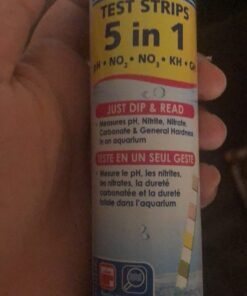 TEST STRIPS
5 in 1
pH • NO₂ • NO₃ • KH • GH
JUST DIP & READ
• Measures pH, Nitrite, Nitrate,
Carbonate & General Hardness
in an aquarium
TESTE EN UN SEUL GESTE
• Mesure le pH, les nitrites,
les nitrates, la dureté
carbonatée et la dureté
totale dans l'aquarium